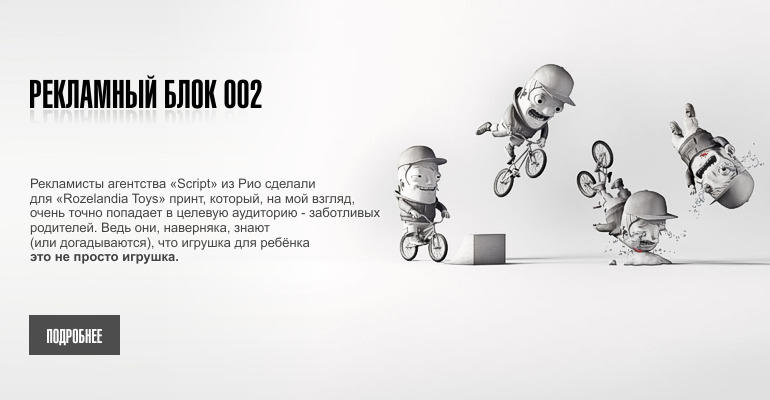 РЕКЛАМНЫЙ БЛОК 002
Рекламисты агентства «Script» из Рио сделали
для «Rozelandia Toys» принт, который, на мой взгляд,
очень точно попадает в целевую аудиторию - заботливых
родителей. Ведь они, наверняка, знают
(или догадываются), что игрушка для ребёнка
это не просто игрушка.
ПОДРОБНЕЕ